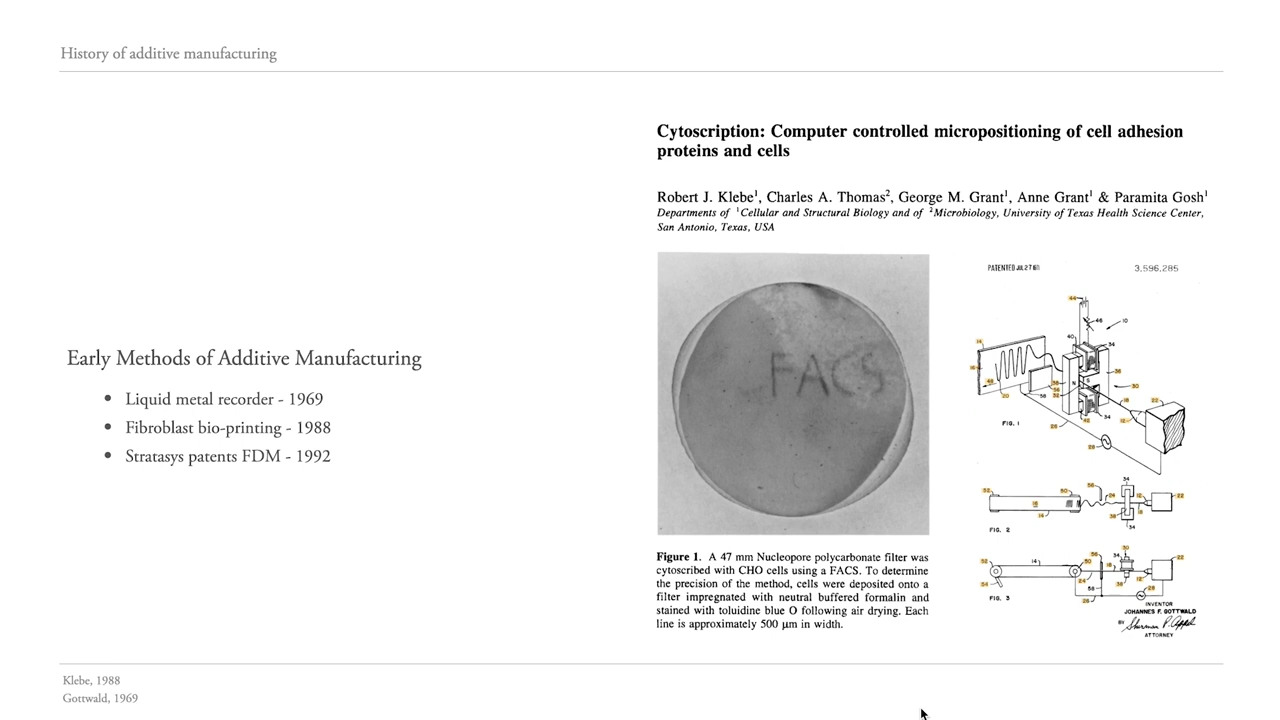 History of additive manufacturing
Early Methods of Additive Manufacturing
• Liquid metal recorder - 1969
• Fibroblast bio-printing - 1988
• Stratasys patents FDM - 1992
Cytoscription: Computer controlled micropositioning of cell adhesion
proteins and cells
Robert J. Klebe¹, Charles A. Thomas², George M. Grant¹, Anne Grant¹ & Paramita Gosh¹
Departments of ¹Cellular and Structural Biology and of ²Microbiology, University of Texas Health Science Center,
San Antonio, Texas, USA
FACS
Figure 1. A 47 mm Nucleopore polycarbonate filter was
cytoscribed with CHO cells using a FACS. To determine
the precision of the method, cells were deposited onto a
filter impregnated with neutral buffered formalin and
stained with toluidine blue O following air drying. Each
line is approximately 500 µm in width.
PATENTED JUL 27 1971
3,596,285
FIG. 1
FIG. 2
FIG. 3
INVENTOR
JOHANNES F. GOTTWALD
BY Sherman P. Appel
ATTORNEY
Klebe, 1988
Gottwald, 1969